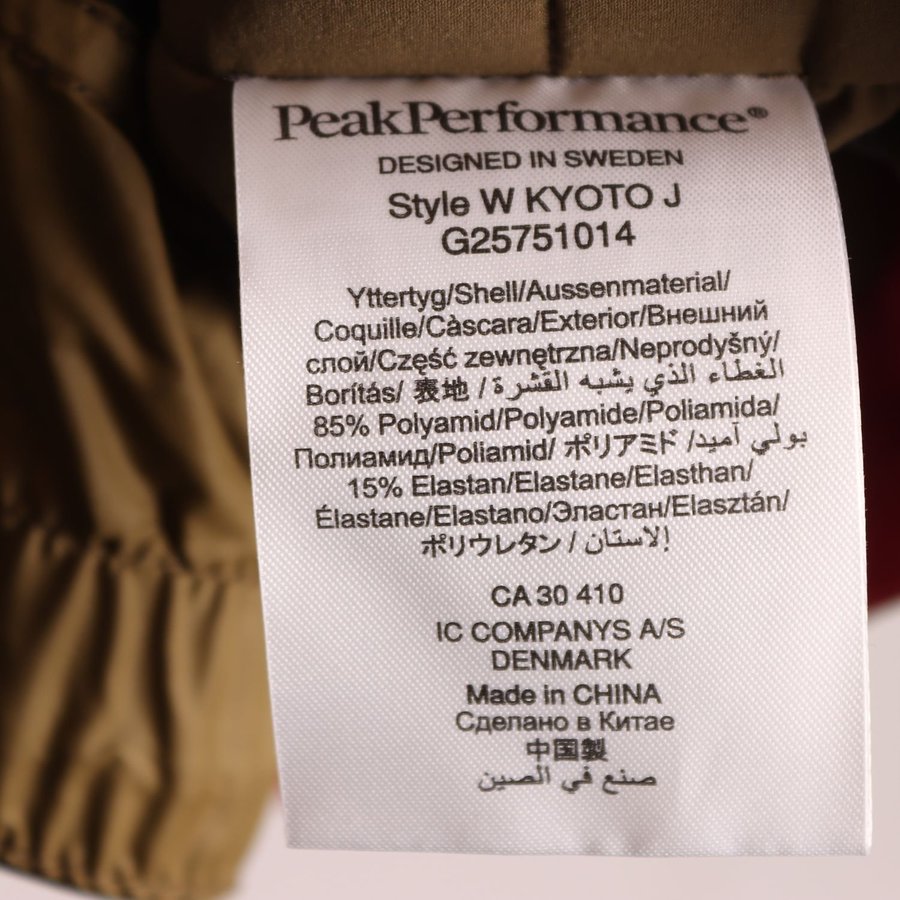 PeakPerformance®
DESIGNED IN SWEDEN
Style W KYOTO J
G25751014
Yttertyg/Shell/Aussenmaterial/
Coquille/Càscara/Exterior/Внешний
слой/Część zewnętrzna/Neprodyšný/
Borítás/ 表地 / الغطاء الذي يشبه القشرة
85% Polyamid/Polyamide/Poliamida/
Полиамид/Poliamid/ ポリアミド /بولي آميد
15% Elastan/Elastane/Elasthan/
Élastane/Elastano/Эластан/Elasztán/
ポリウレタン / إلاستان
CA 30 410
IC COMPANYS A/S
DENMARK
Made in CHINA
Сделано в Китае
中国製
صنع في الصين